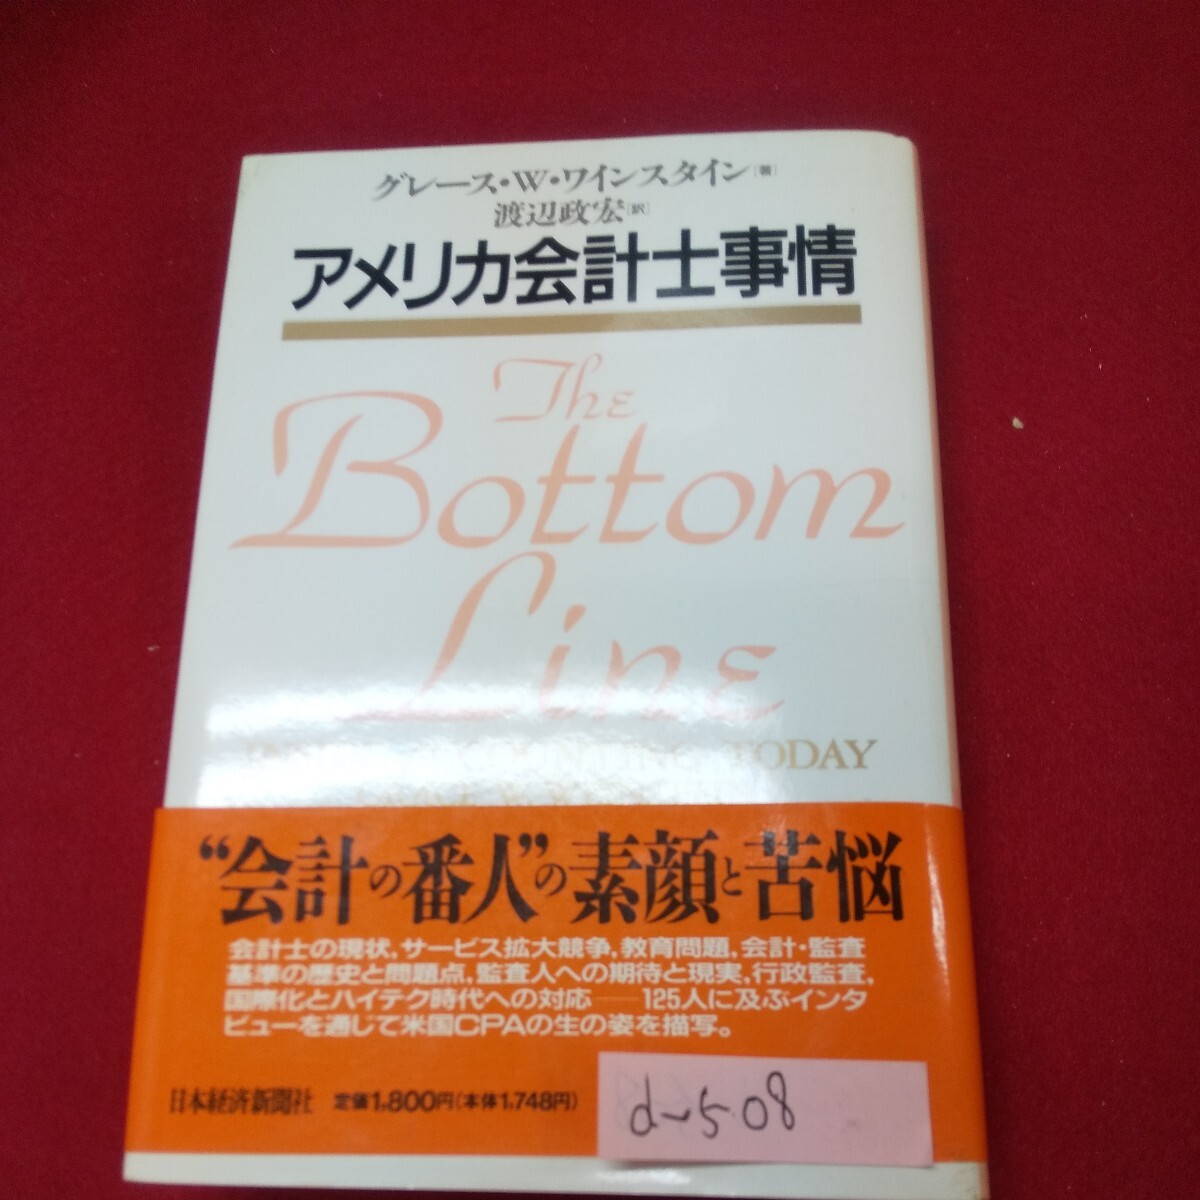 グレース・W・ワインスタイン[著]
渡辺政宏[訳]
アメリカ会計士事情
The
Bottom
Line
TODAY
“会計の番人”の素顔と苦悩
会計士の現状，サービス拡大競争，教育問題，会計・監査
基準の歴史と問題点，監査人への期待と現実，行政監査，
国際化とハイテク時代への対応――125人に及ぶインタ
ビューを通じて米国CPAの生の姿を描写。
日本経済新聞社 定価1,800円(本体1,748円)
d-508